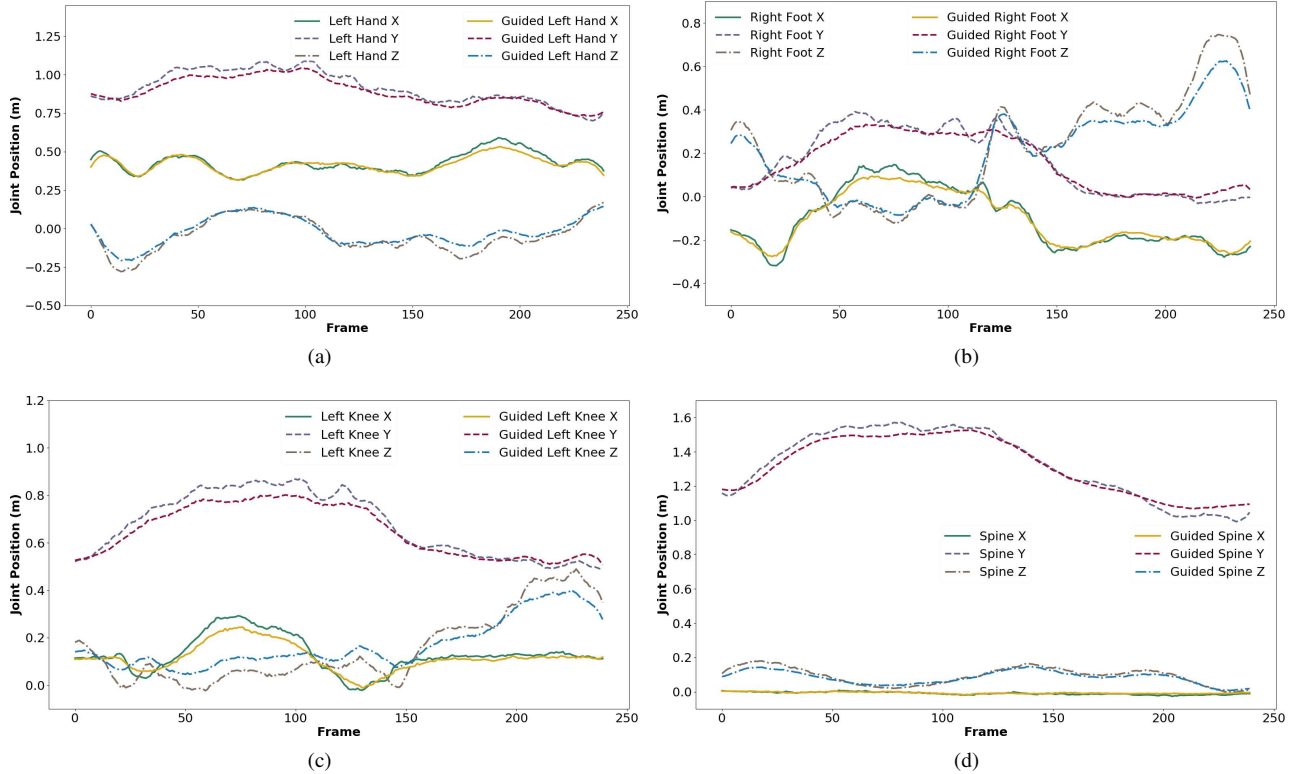 Left Hand X
Left Hand Y
Left Hand Z
Guided Left Hand X
Guided Left Hand Y
Guided Left Hand Z
1.25
1.00
0.75
0.50
0.25
0.00
−0.25
−0.50
Joint Position (m)
0 50 100 150 200 250
Frame
(a)
Right Foot X
Right Foot Y
Right Foot Z
Guided Right Foot X
Guided Right Foot Y
Guided Right Foot Z
0.8
0.6
0.4
0.2
0.0
−0.2
−0.4
Joint Position (m)
0 50 100 150 200 250
Frame
(b)
Left Knee X
Left Knee Y
Left Knee Z
Guided Left Knee X
Guided Left Knee Y
Guided Left Knee Z
1.2
1.0
0.8
0.6
0.4
0.2
0.0
Joint Position (m)
0 50 100 150 200 250
Frame
(c)
1.6
1.4
1.2
1.0
0.8
0.6
0.4
0.2
0.0
Joint Position (m)
Spine X
Spine Y
Spine Z
Guided Spine X
Guided Spine Y
Guided Spine Z
0 50 100 150 200 250
Frame
(d)